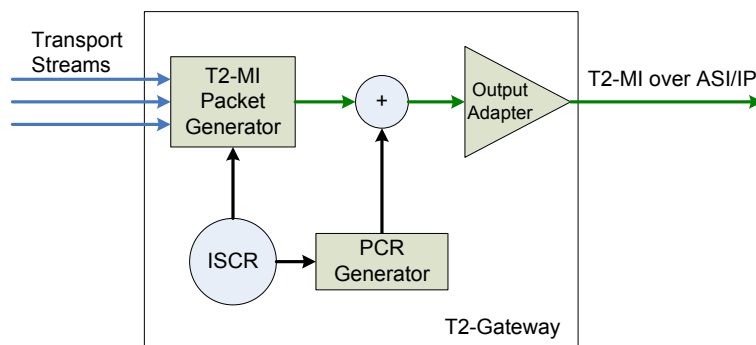 Transport
Streams
T2-MI
Packet
Generator
+
Output
Adapter
T2-MI over ASI/IP
ISCR
PCR
Generator
T2-Gateway